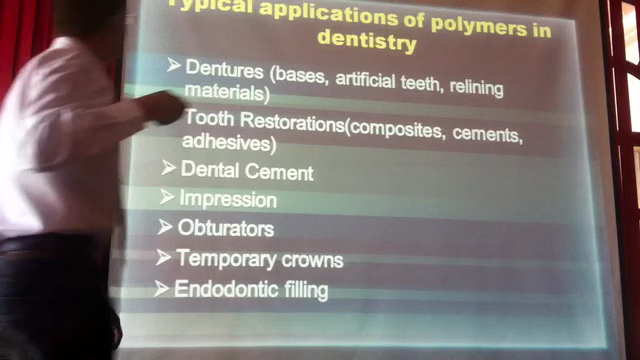 Typical applications of polymers in
dentistry
➢ Dentures (bases, artificial teeth, relining
materials)
Tooth Restorations(composites, cements,
adhesives)
➢ Dental Cement
➢ Impression
➢ Obturators
➢ Temporary crowns
➢ Endodontic filling